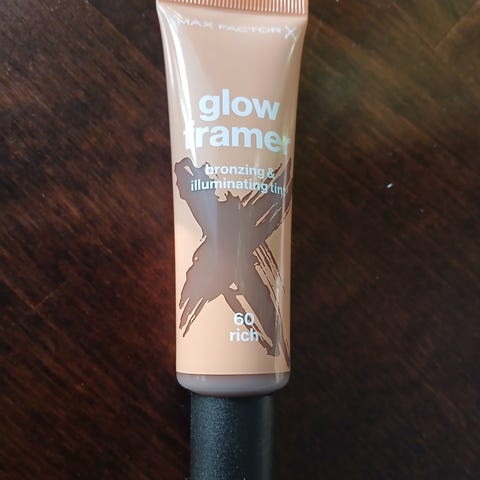 MAX FACTOR X
glow
framer
bronzing &
illuminating tint
60
rich